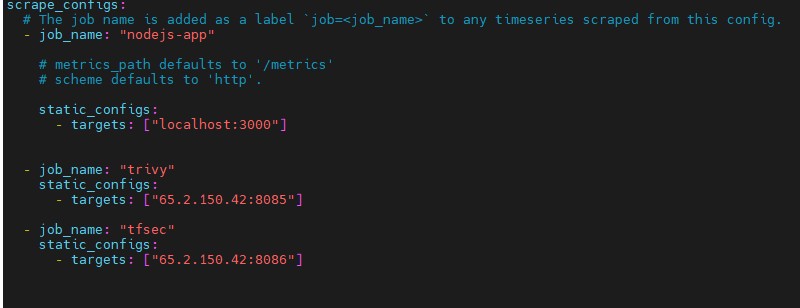 scrape_configs:
# The job name is added as a label `job=<job_name>` to any timeseries scraped from this config.
- job_name: "nodejs-app"
# metrics_path defaults to '/metrics'
# scheme defaults to 'http'.
static_configs:
- targets: ["localhost:3000"]
- job_name: "trivy"
static_configs:
- targets: ["65.2.150.42:8085"]
- job_name: "tfsec"
static_configs:
- targets: ["65.2.150.42:8086"]